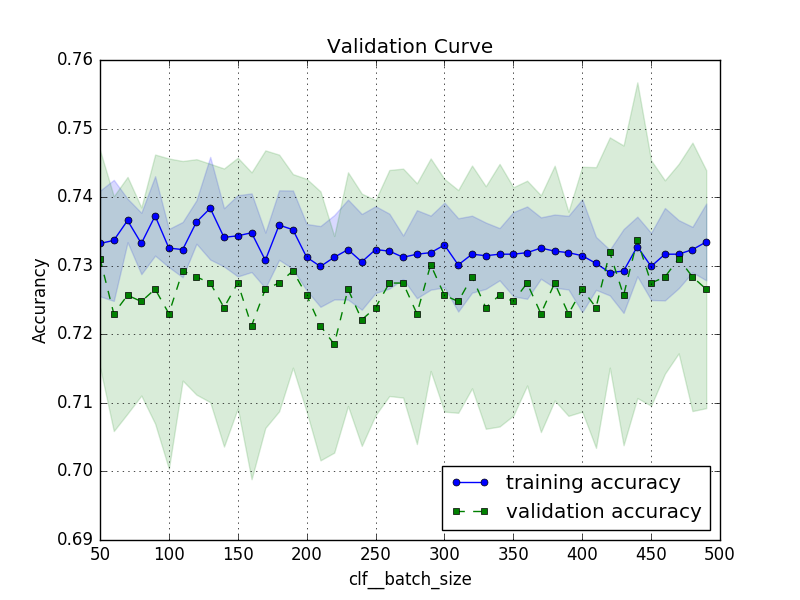 Validation Curve
0.76
0.75
0.74
0.73
0.72
0.71
0.70
0.69
Accurancy
training accuracy
validation accuracy
50 100 150 200 250 300 350 400 450 500
clf__batch_size